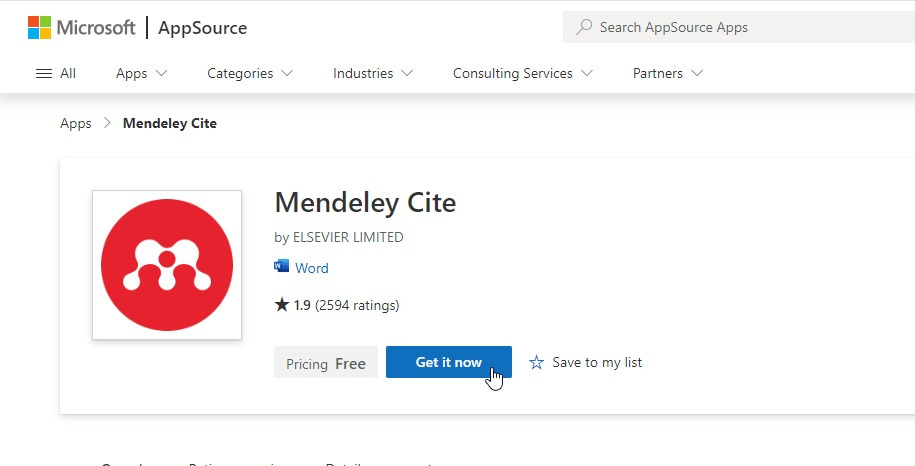 Microsoft | AppSource
Search AppSource Apps
All Apps Categories Industries Consulting Services Partners
Apps > Mendeley Cite
Mendeley Cite
by ELSEVIER LIMITED
Word
★ 1.9 (2594 ratings)
Pricing Free Get it now Save to my list